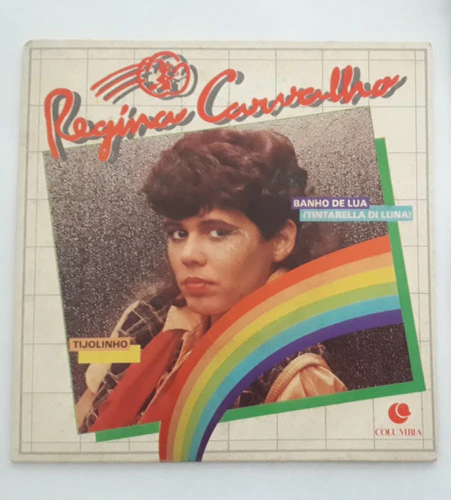 Regina Carvalho
BANHO DE LUA
(TINTARELLA DI LUNA)
TIJOLINHO
COLUMBIA